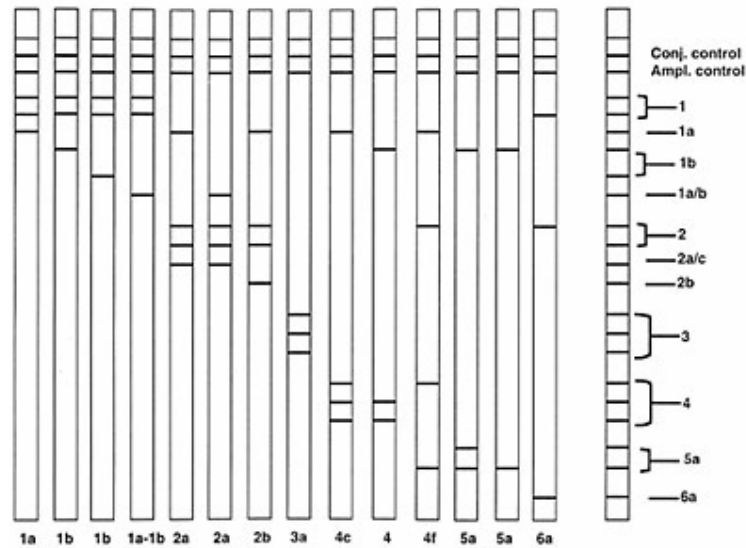 Conj. control
Ampl. control
1
1a
1b
1a/b
2
2a/c
2b
3
4
5a
6a
1a 1b 1b 1a-1b 2a 2a 2b 3a 4c 4 4f 5a 5a 6a